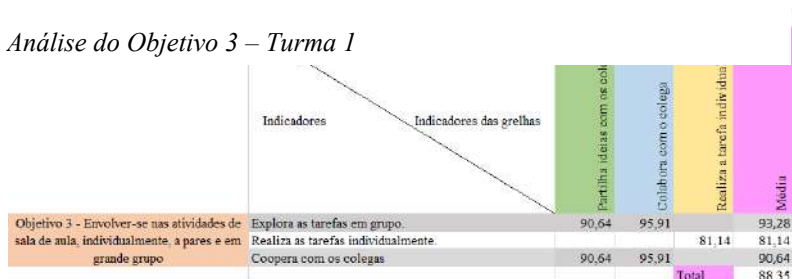 Análise do Objetivo 3 – Turma 1
Indicadores
Indicadores das grelhas
Partilha ideias com os
Colabora com o colega
Realiza a tarefa
Média
Objetivo 3 - Envolver-se nas atividades de
sala de aula, individualmente, a pares e em
grande grupo
Explora as tarefas em grupo. 90,64 95,91 93,28
Realiza as tarefas individualmente. 81,14 81,14
Coopera com os colegas 90,64 95,91 90,64
Total 88,35